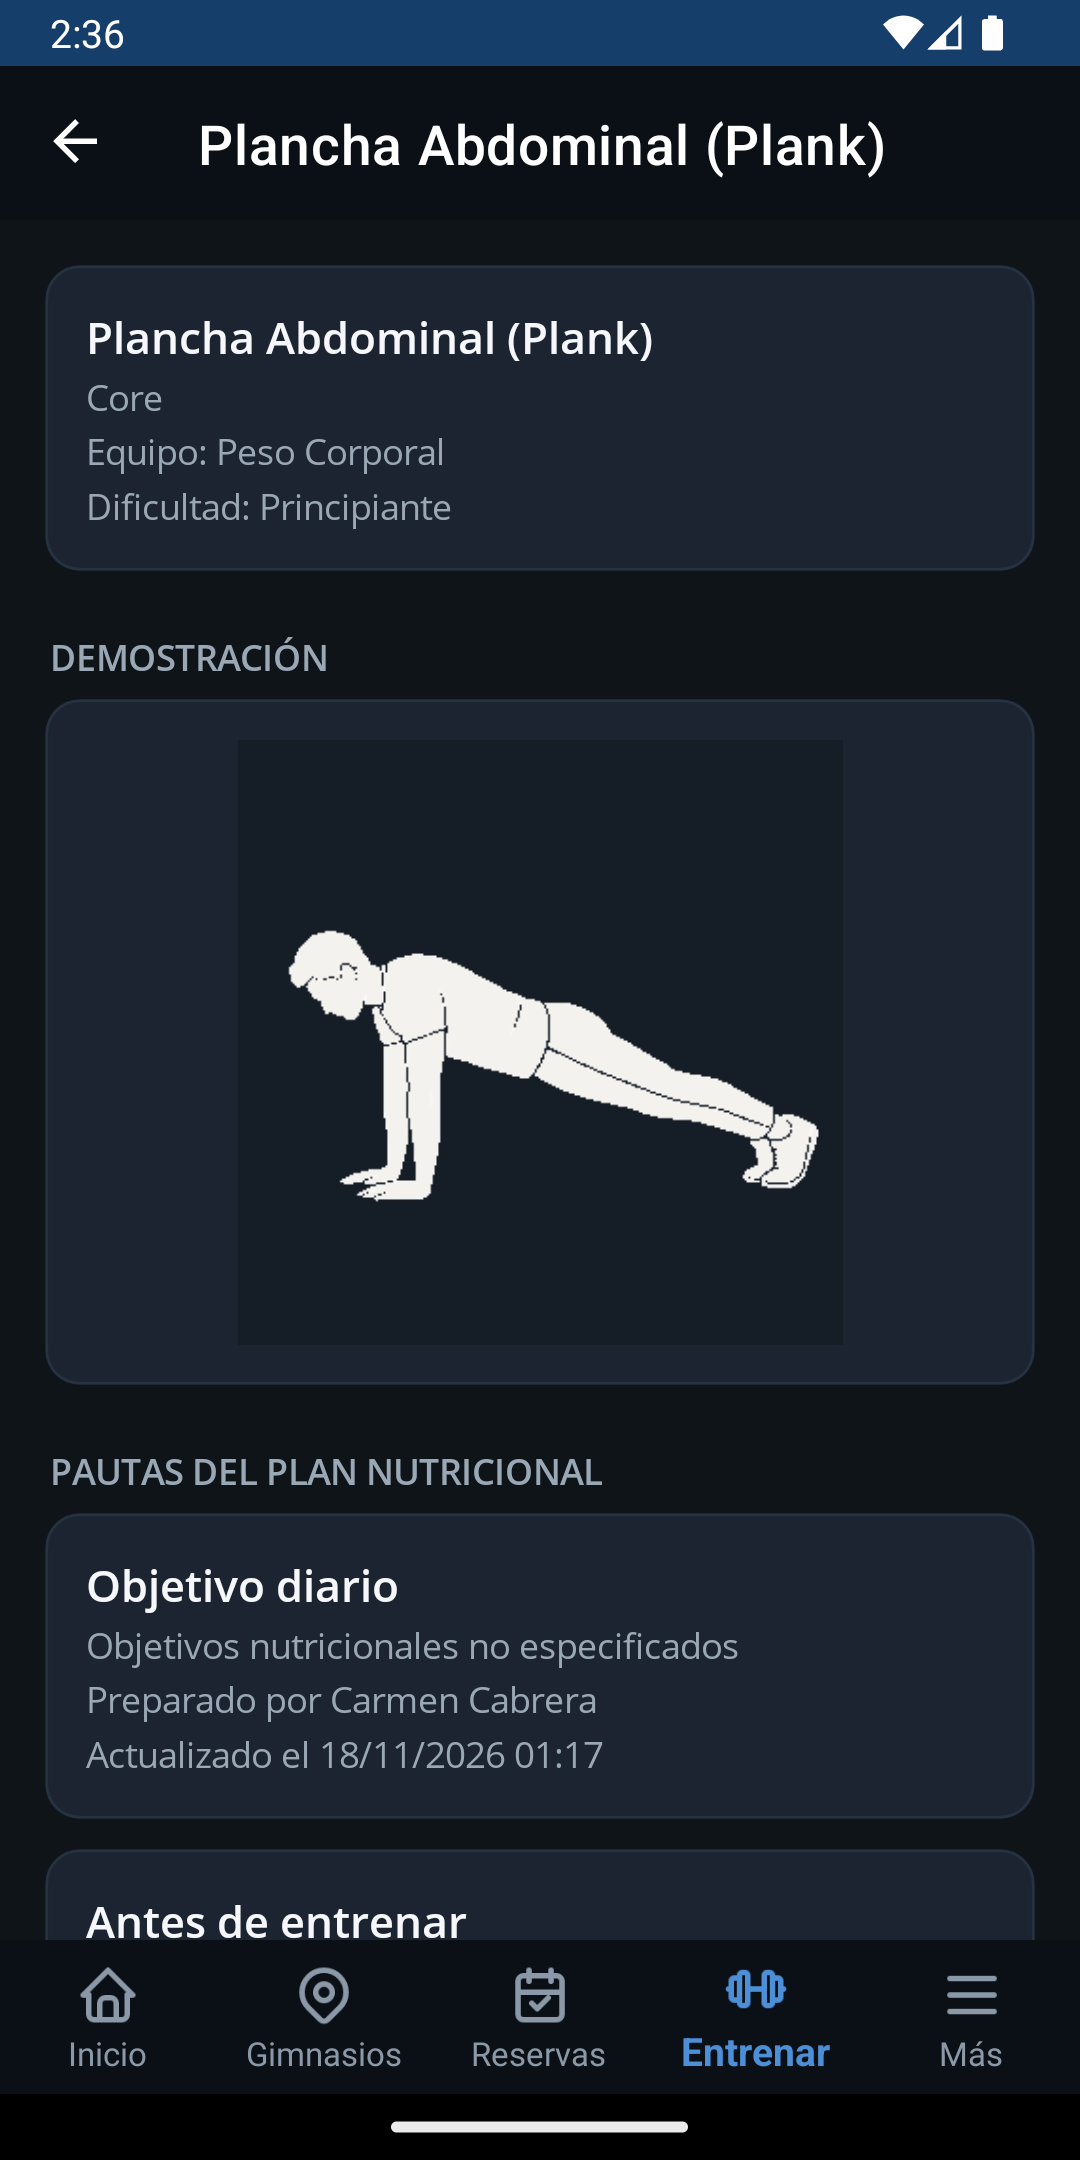 2:36
Plancha Abdominal (Plank)
Plancha Abdominal (Plank)
Core
Equipo: Peso Corporal
Dificultad: Principiante
DEMOSTRACIÓN
PAUTAS DEL PLAN NUTRICIONAL
Objetivo diario
Objetivos nutricionales no especificados
Preparado por Carmen Cabrera
Actualizado el 18/11/2026 01:17
Antes de entrenar
Inicio
Gimnasios
Reservas
Entrenar
Más